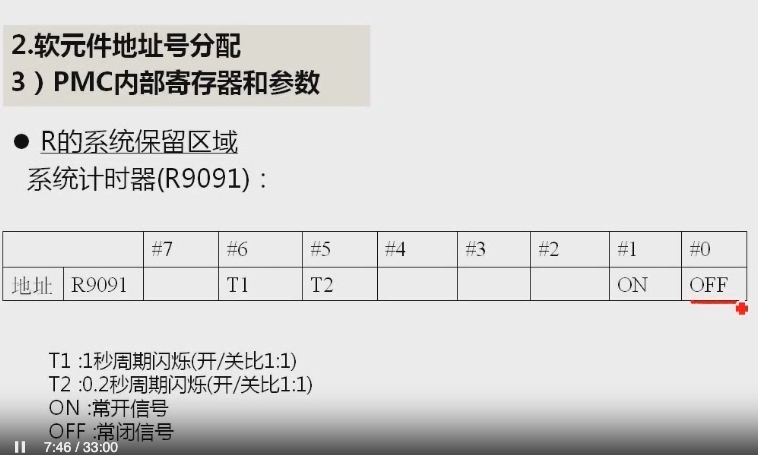 2.软元件地址号分配
3）PMC内部寄存器和参数
● R的系统保留区域
系统计时器(R9091)：
#7 #6 #5 #4 #3 #2 #1 #0
地址 R9091 T1 T2 ON OFF
T1 :1秒周期闪烁(开/关比1:1)
T2 :0.2秒周期闪烁(开/关比1:1)
ON :常开信号
OFF :常闭信号
7:46 / 33:00